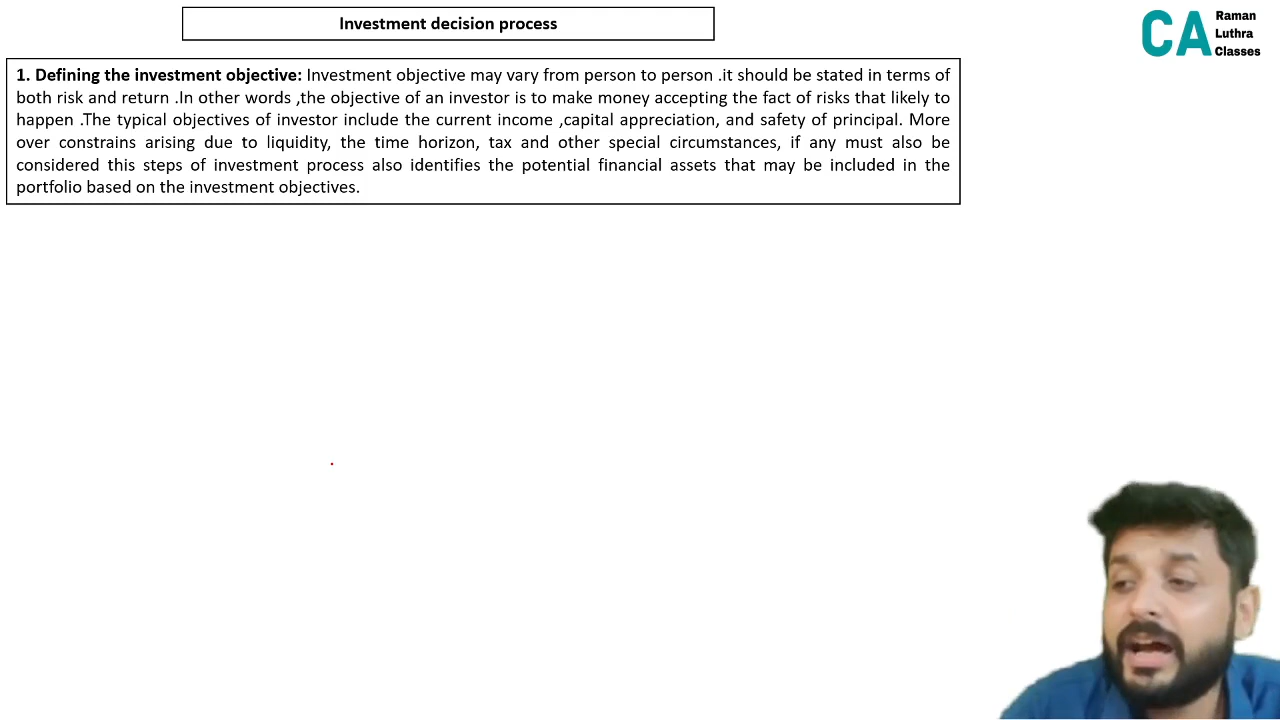 Investment decision process
CA
Raman
Luthra
Classes
1. Defining the investment objective: Investment objective may vary from person to person .it should be stated in terms of
both risk and return .In other words ,the objective of an investor is to make money accepting the fact of risks that likely to
happen .The typical objectives of investor include the current income ,capital appreciation, and safety of principal. More
over constrains arising due to liquidity, the time horizon, tax and other special circumstances, if any must also be
considered this steps of investment process also identifies the potential financial assets that may be included in the
portfolio based on the investment objectives.